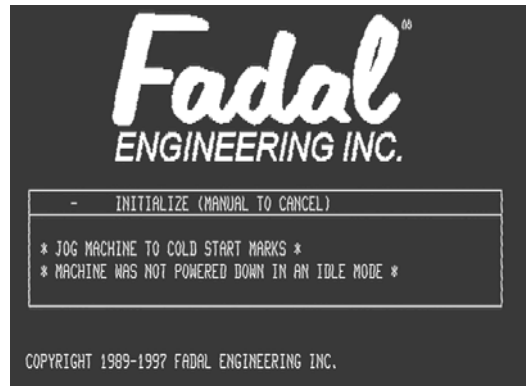 Fadal
ENGINEERING INC.
- INITIALIZE (MANUAL TO CANCEL)
* JOG MACHINE TO COLD START MARKS *
* MACHINE WAS NOT POWERED DOWN IN AN IDLE MODE *
COPYRIGHT 1989-1997 FADAL ENGINEERING INC.